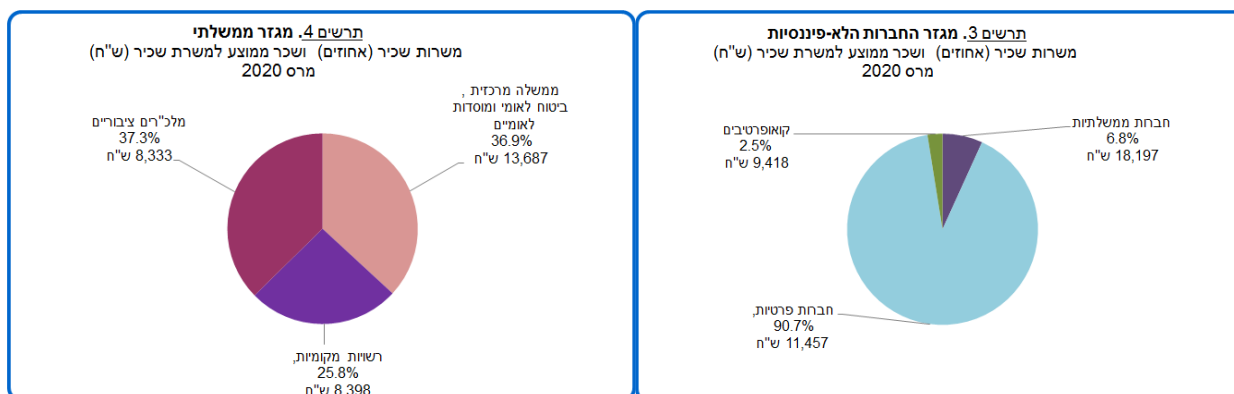 תרשים 3. מגזר החברות הלא-פיננסיות
משרות שכיר (אחוזים) ושכר ממוצע למשרת שכיר (ש"ח)
מרס 2020
קואופרטיבים
2.5%
9,418 ש"ח
חברות ממשלתיות
6.8%
18,197 ש"ח
חברות פרטיות,
90.7%
11,457 ש"ח
תרשים 4. מגזר ממשלתי
משרות שכיר (אחוזים) ושכר ממוצע למשרת שכיר (ש"ח)
מרס 2020
ממשלה מרכזית ,
ביטוח לאומי ומוסדות
לאומיים
36.9%
13,687 ש"ח
מלכ"רים ציבוריים
37.3%
8,333 ש"ח
רשויות מקומיות,
25.8%
8,398 ש"ח